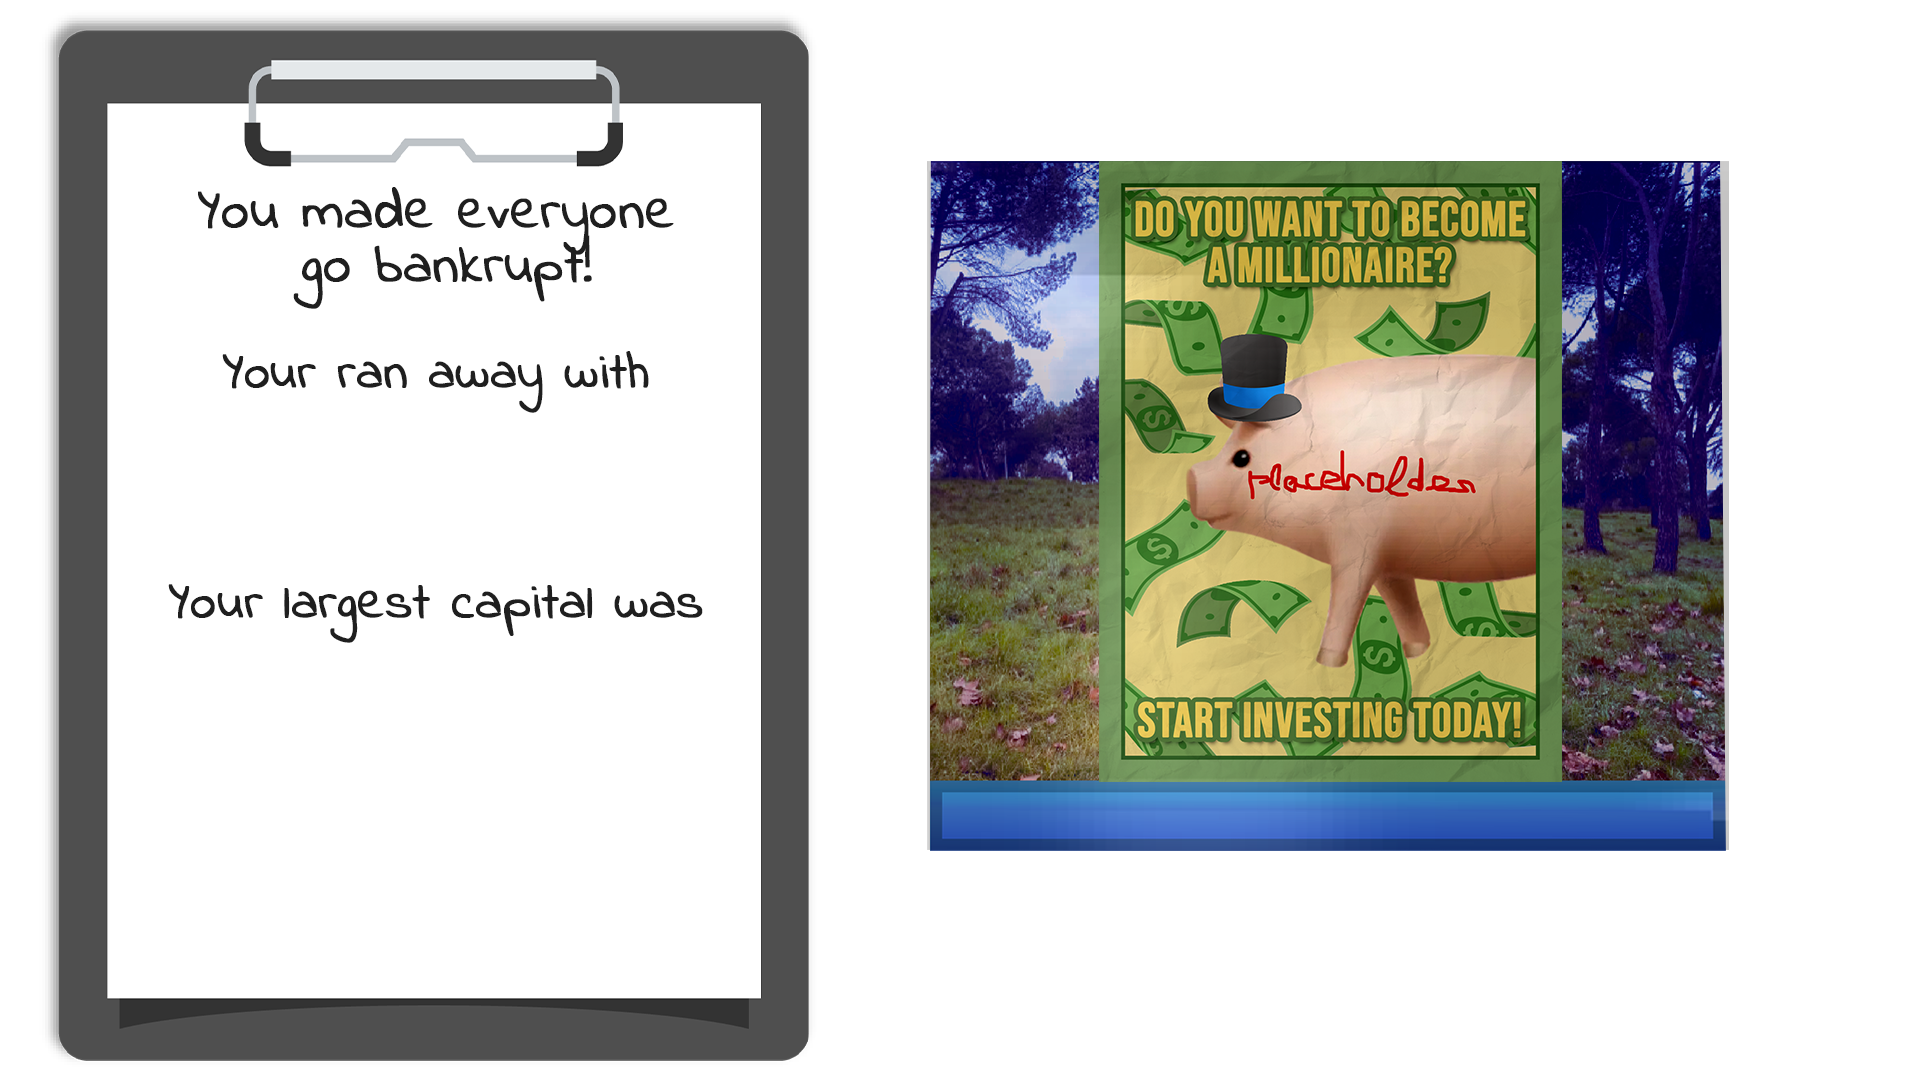 You made everyone
go bankrupt!
Your ran away with
Your largest capital was
DO YOU WANT TO BECOME
A MILLIONAIRE?
placeholder
START INVESTING TODAY!